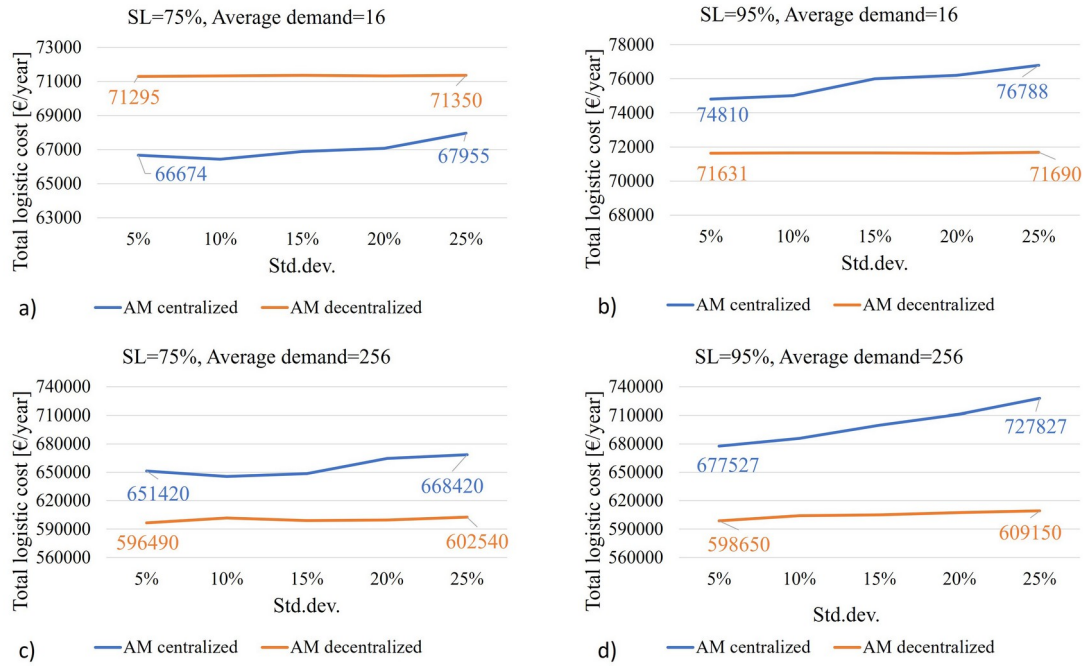 SL=75%, Average demand=16
Total logistic cost [€/year]
73000
71000
69000
67000
65000
63000
71295
71350
66674
67955
5% 10% 15% 20% 25%
Std.dev.
a)
AM centralized AM decentralized
SL=95%, Average demand=16
Total logistic cost [€/year]
78000
76000
74000
72000
70000
68000
74810
76788
71631
71690
5% 10% 15% 20% 25%
Std.dev.
b)
AM centralized AM decentralized
SL=75%, Average demand=256
Total logistic cost [€/year]
740000
710000
680000
650000
620000
590000
560000
651420
668420
596490
602540
5% 10% 15% 20% 25%
Std.dev.
c)
AM centralized AM decentralized
SL=95%, Average demand=256
Total logistic cost [€/year]
740000
710000
680000
650000
620000
590000
560000
677527
727827
598650
609150
5% 10% 15% 20% 25%
Std.dev.
d)
AM centralized AM decentralized